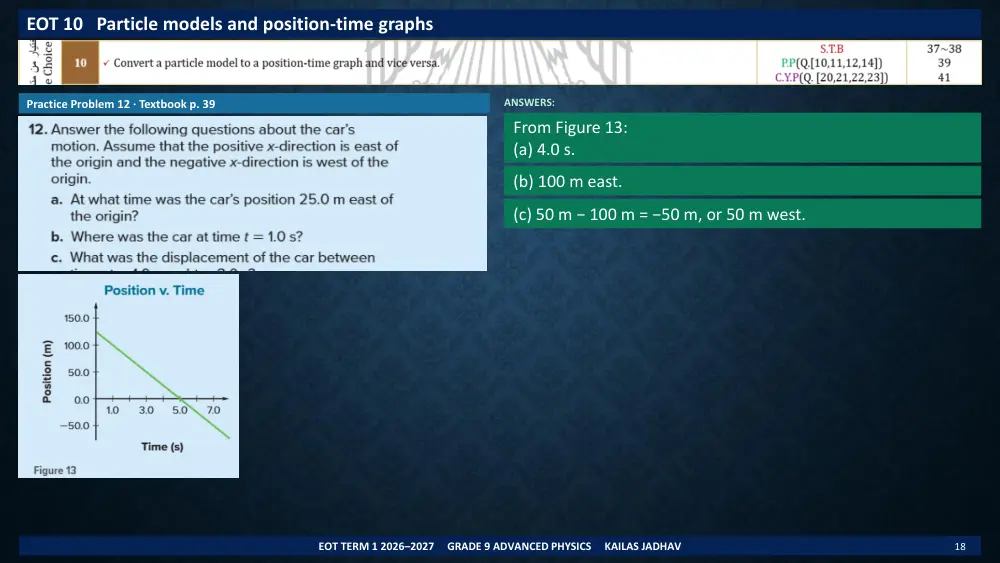 EOT 10 Particle models and position-time graphs
e Choice
10
✓ Convert a particle model to a position-time graph and vice versa.
S.T.B
P.P(Q.[10,11,12,14])
C.Y.P(Q. [20,21,22,23])
37~38
39
41
Practice Problem 12 · Textbook p. 39
12. Answer the following questions about the car's
motion. Assume that the positive x-direction is east of
the origin and the negative x-direction is west of the
origin.
a. At what time was the car's position 25.0 m east of
the origin?
b. Where was the car at time t = 1.0 s?
c. What was the displacement of the car between
Position v. Time
Position (m)
150.0
100.0
50.0
0.0
−50.0
1.0 3.0 5.0 7.0
Time (s)
Figure 13
ANSWERS:
From Figure 13:
(a) 4.0 s.
(b) 100 m east.
(c) 50 m − 100 m = −50 m, or 50 m west.
EOT TERM 1 2026–2027 GRADE 9 ADVANCED PHYSICS KAILAS JADHAV
18